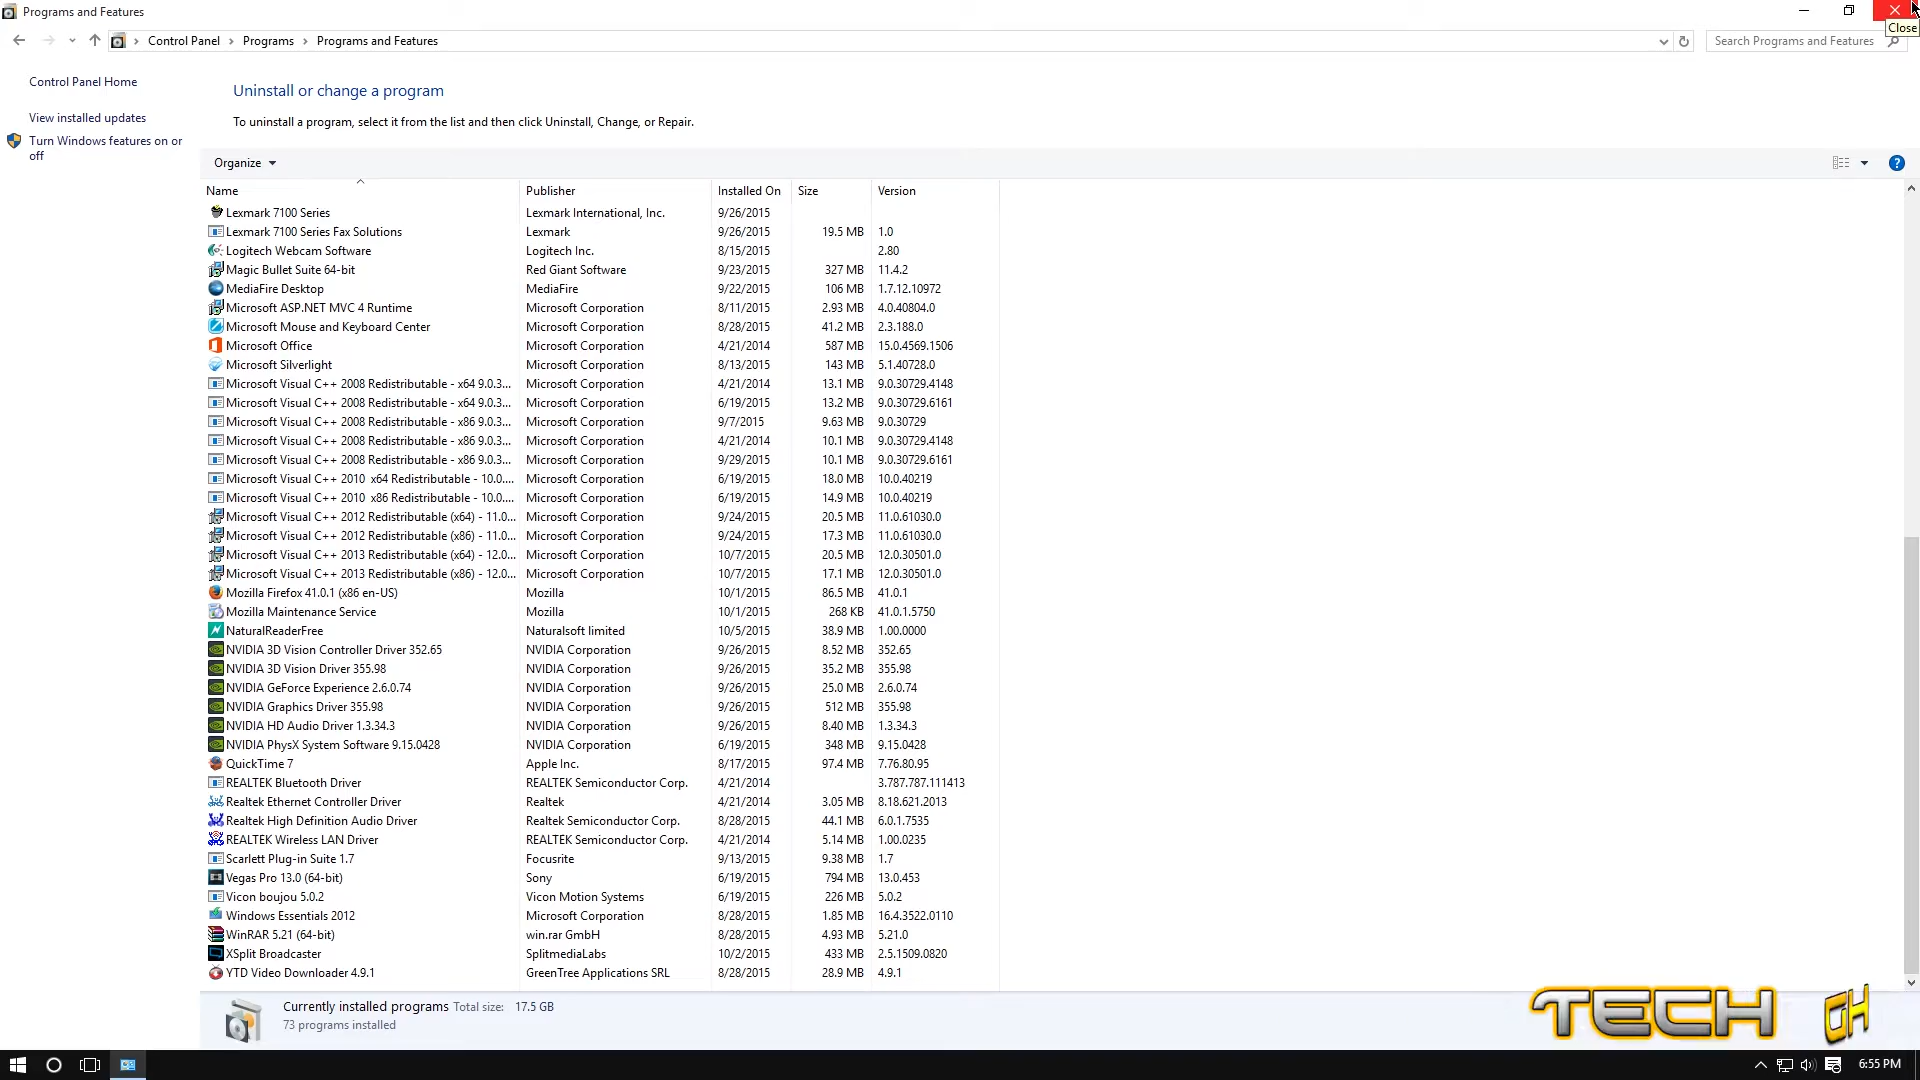 Programs and Features
Close
Control Panel > Programs > Programs and Features
Search Programs and Features
Control Panel Home
View installed updates
Turn Windows features on or
off
Uninstall or change a program
To uninstall a program, select it from the list and then click Uninstall, Change, or Repair.
Organize
Name Publisher Installed On Size Version
Lexmark 7100 Series Lexmark International, Inc. 9/26/2015
Lexmark 7100 Series Fax Solutions Lexmark 9/26/2015 19.5 MB 1.0
Logitech Webcam Software Logitech Inc. 8/15/2015 2.80
Magic Bullet Suite 64-bit Red Giant Software 9/23/2015 327 MB 11.4.2
MediaFire Desktop MediaFire 9/22/2015 106 MB 1.7.12.10972
Microsoft ASP.NET MVC 4 Runtime Microsoft Corporation 8/11/2015 2.93 MB 4.0.40804.0
Microsoft Mouse and Keyboard Center Microsoft Corporation 8/28/2015 41.2 MB 2.3.188.0
Microsoft Office Microsoft Corporation 4/21/2014 587 MB 15.0.4569.1506
Microsoft Silverlight Microsoft Corporation 8/13/2015 143 MB 5.1.40728.0
Microsoft Visual C++ 2008 Redistributable - x64 9.0.3... Microsoft Corporation 4/21/2014 13.1 MB 9.0.30729.4148
Microsoft Visual C++ 2008 Redistributable - x64 9.0.3... Microsoft Corporation 6/19/2015 13.2 MB 9.0.30729.6161
Microsoft Visual C++ 2008 Redistributable - x86 9.0.3... Microsoft Corporation 9/7/2015 9.63 MB 9.0.30729
Microsoft Visual C++ 2008 Redistributable - x86 9.0.3... Microsoft Corporation 4/21/2014 10.1 MB 9.0.30729.4148
Microsoft Visual C++ 2008 Redistributable - x86 9.0.3... Microsoft Corporation 9/29/2015 10.1 MB 9.0.30729.6161
Microsoft Visual C++ 2010 x64 Redistributable - 10.0.... Microsoft Corporation 6/19/2015 18.0 MB 10.0.40219
Microsoft Visual C++ 2010 x86 Redistributable - 10.0.... Microsoft Corporation 6/19/2015 14.9 MB 10.0.40219
Microsoft Visual C++ 2012 Redistributable (x64) - 11.0... Microsoft Corporation 9/24/2015 20.5 MB 11.0.61030.0
Microsoft Visual C++ 2012 Redistributable (x86) - 11.0... Microsoft Corporation 9/24/2015 17.3 MB 11.0.61030.0
Microsoft Visual C++ 2013 Redistributable (x64) - 12.0... Microsoft Corporation 10/7/2015 20.5 MB 12.0.30501.0
Microsoft Visual C++ 2013 Redistributable (x86) - 12.0... Microsoft Corporation 10/7/2015 17.1 MB 12.0.30501.0
Mozilla Firefox 41.0.1 (x86 en-US) Mozilla 10/1/2015 86.5 MB 41.0.1
Mozilla Maintenance Service Mozilla 10/1/2015 268 KB 41.0.1.5750
NaturalReaderFree Naturalsoft limited 10/5/2015 38.9 MB 1.00.0000
NVIDIA 3D Vision Controller Driver 352.65 NVIDIA Corporation 9/26/2015 8.52 MB 352.65
NVIDIA 3D Vision Driver 355.98 NVIDIA Corporation 9/26/2015 35.2 MB 355.98
NVIDIA GeForce Experience 2.6.0.74 NVIDIA Corporation 9/26/2015 25.0 MB 2.6.0.74
NVIDIA Graphics Driver 355.98 NVIDIA Corporation 9/26/2015 512 MB 355.98
NVIDIA HD Audio Driver 1.3.34.3 NVIDIA Corporation 9/26/2015 8.40 MB 1.3.34.3
NVIDIA PhysX System Software 9.15.0428 NVIDIA Corporation 6/19/2015 348 MB 9.15.0428
QuickTime 7 Apple Inc. 8/17/2015 97.4 MB 7.76.80.95
REALTEK Bluetooth Driver REALTEK Semiconductor Corp. 4/21/2014 3.787.787.111413
Realtek Ethernet Controller Driver Realtek 4/21/2014 3.05 MB 8.18.621.2013
Realtek High Definition Audio Driver Realtek Semiconductor Corp. 8/28/2015 44.1 MB 6.0.1.7535
REALTEK Wireless LAN Driver REALTEK Semiconductor Corp. 4/21/2014 5.14 MB 1.00.0235
Scarlett Plug-in Suite 1.7 Focusrite 9/13/2015 9.38 MB 1.7
Vegas Pro 13.0 (64-bit) Sony 6/19/2015 794 MB 13.0.453
Vicon boujou 5.0.2 Vicon Motion Systems 6/19/2015 226 MB 5.0.2
Windows Essentials 2012 Microsoft Corporation 8/28/2015 1.85 MB 16.4.3522.0110
WinRAR 5.21 (64-bit) win.rar GmbH 8/28/2015 4.93 MB 5.21.0
XSplit Broadcaster SplitmediaLabs 10/2/2015 433 MB 2.5.1509.0820
YTD Video Downloader 4.9.1 GreenTree Applications SRL 8/28/2015 28.9 MB 4.9.1
Currently installed programs Total size: 17.5 GB
73 programs installed
TECH GH
6:55 PM